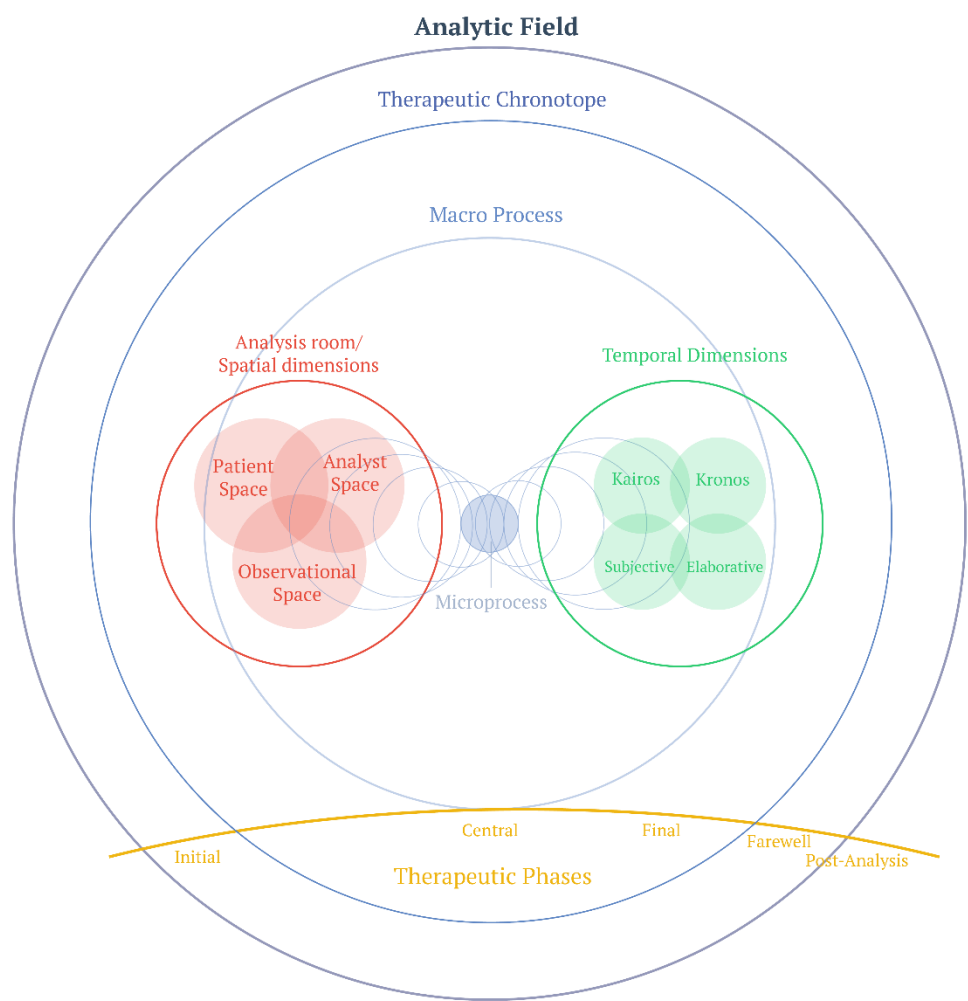 Analytic Field
Therapeutic Chronotope
Macro Process
Analysis room/
Spatial dimensions
Temporal Dimensions
Patient
Space
Analyst
Space
Observational
Space
Kairos
Kronos
Subjective
Elaborative
Microprocess
Initial
Central
Final
Farewell
Post-Analysis
Therapeutic Phases